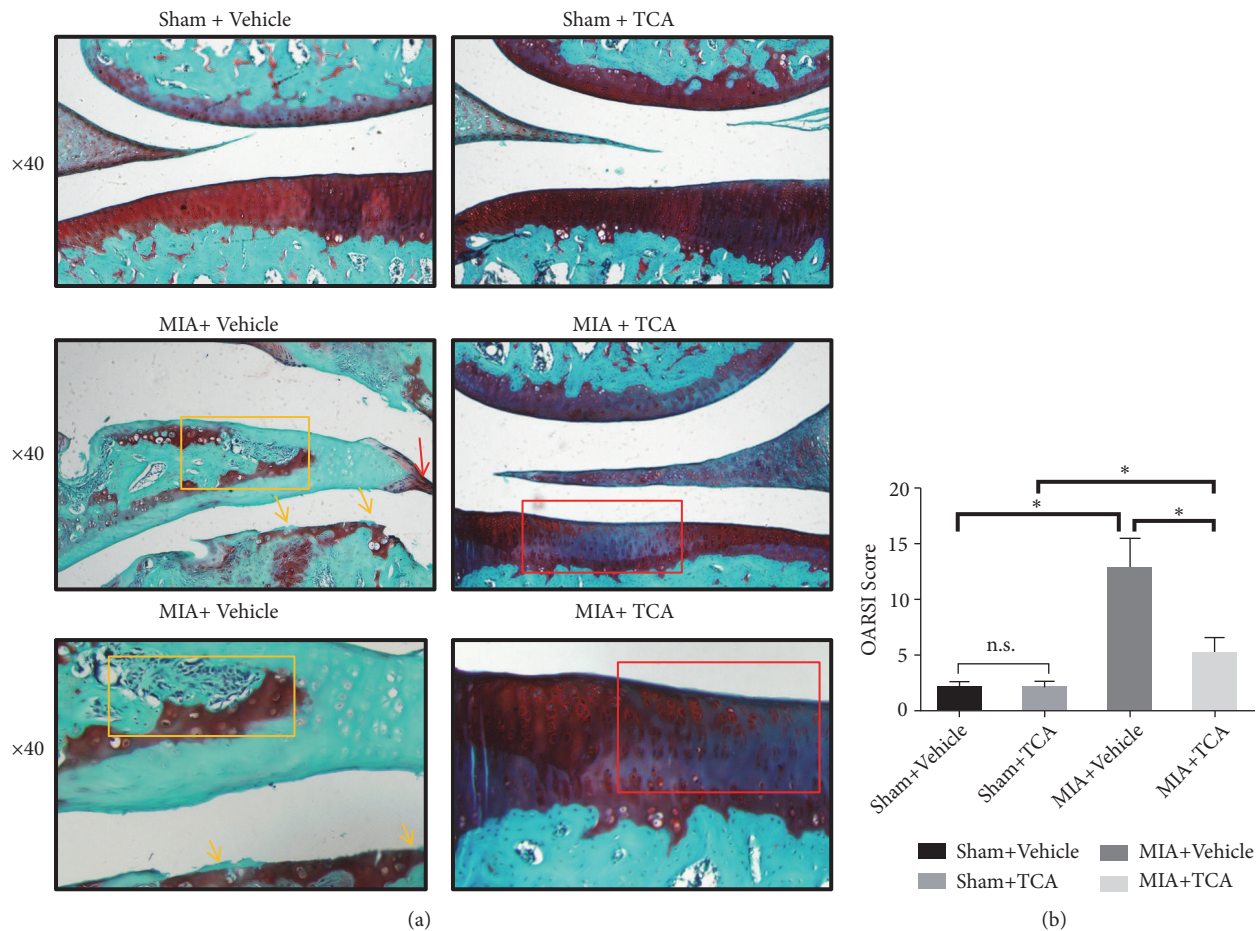 Sham + Vehicle
Sham + TCA
×40
MIA+ Vehicle
MIA + TCA
×40
MIA+ Vehicle
MIA+ TCA
×40
(a)
OARSI Score
20
15
10
5
0
n.s.
*
*
*
Sham+Vehicle
Sham+TCA
MIA+Vehicle
MIA+TCA
Sham+Vehicle
MIA+Vehicle
Sham+TCA
MIA+TCA
(b)